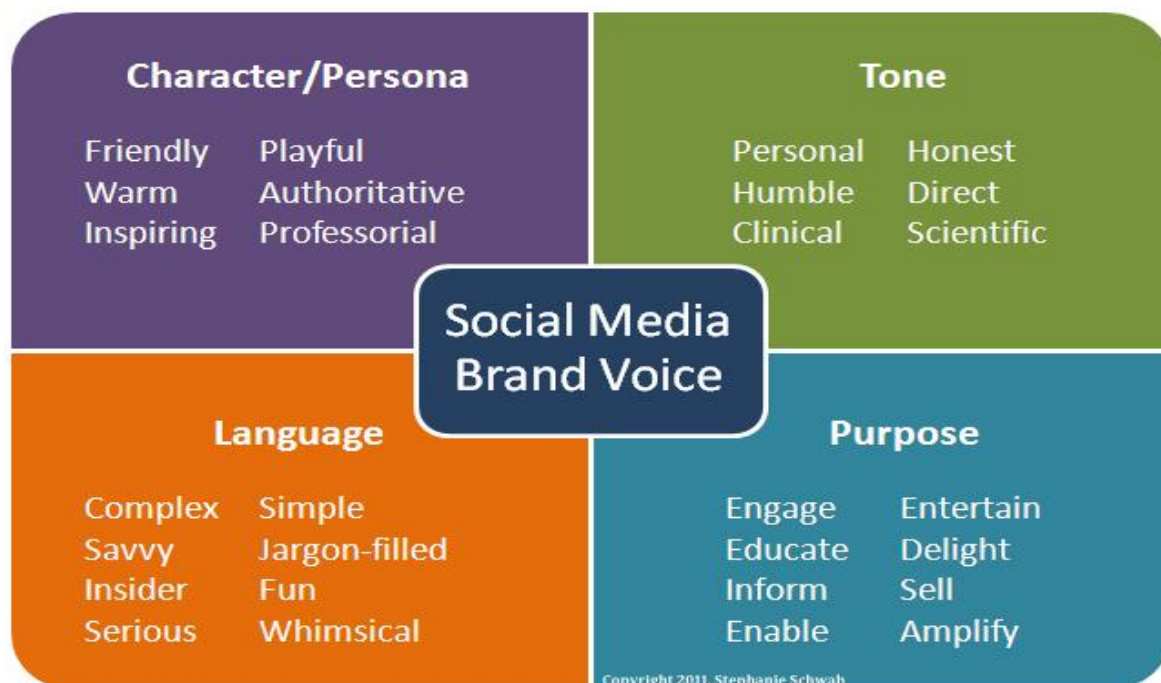 Character/Persona
Friendly Playful
Warm Authoritative
Inspiring Professorial
Tone
Personal Honest
Humble Direct
Clinical Scientific
Social Media
Brand Voice
Language
Complex Simple
Savvy Jargon-filled
Insider Fun
Serious Whimsical
Purpose
Engage Entertain
Educate Delight
Inform Sell
Enable Amplify
Copyright 2011, Stephanie Schwab